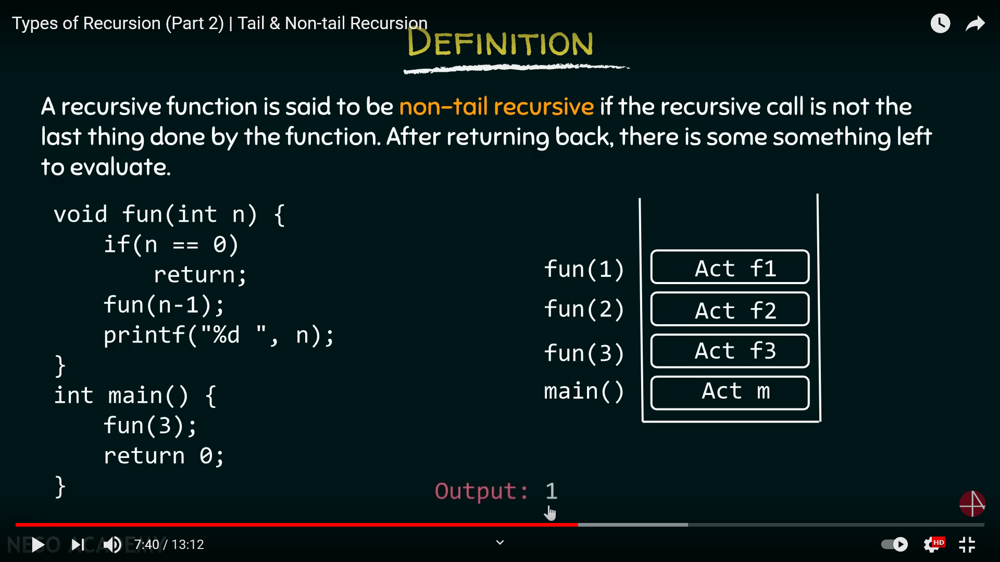 Types of Recursion (Part 2) | Tail & Non-tail Recursion
DEFINITION
A recursive function is said to be non-tail recursive if the recursive call is not the
last thing done by the function. After returning back, there is some something left
to evaluate.
void fun(int n) {
if(n == 0)
return;
fun(n-1);
printf("%d ", n);
}
int main() {
fun(3);
return 0;
}
fun(1) Act f1
fun(2) Act f2
fun(3) Act f3
main() Act m
Output: 1
NESO ACADEMY
7:40 / 13:12
HD